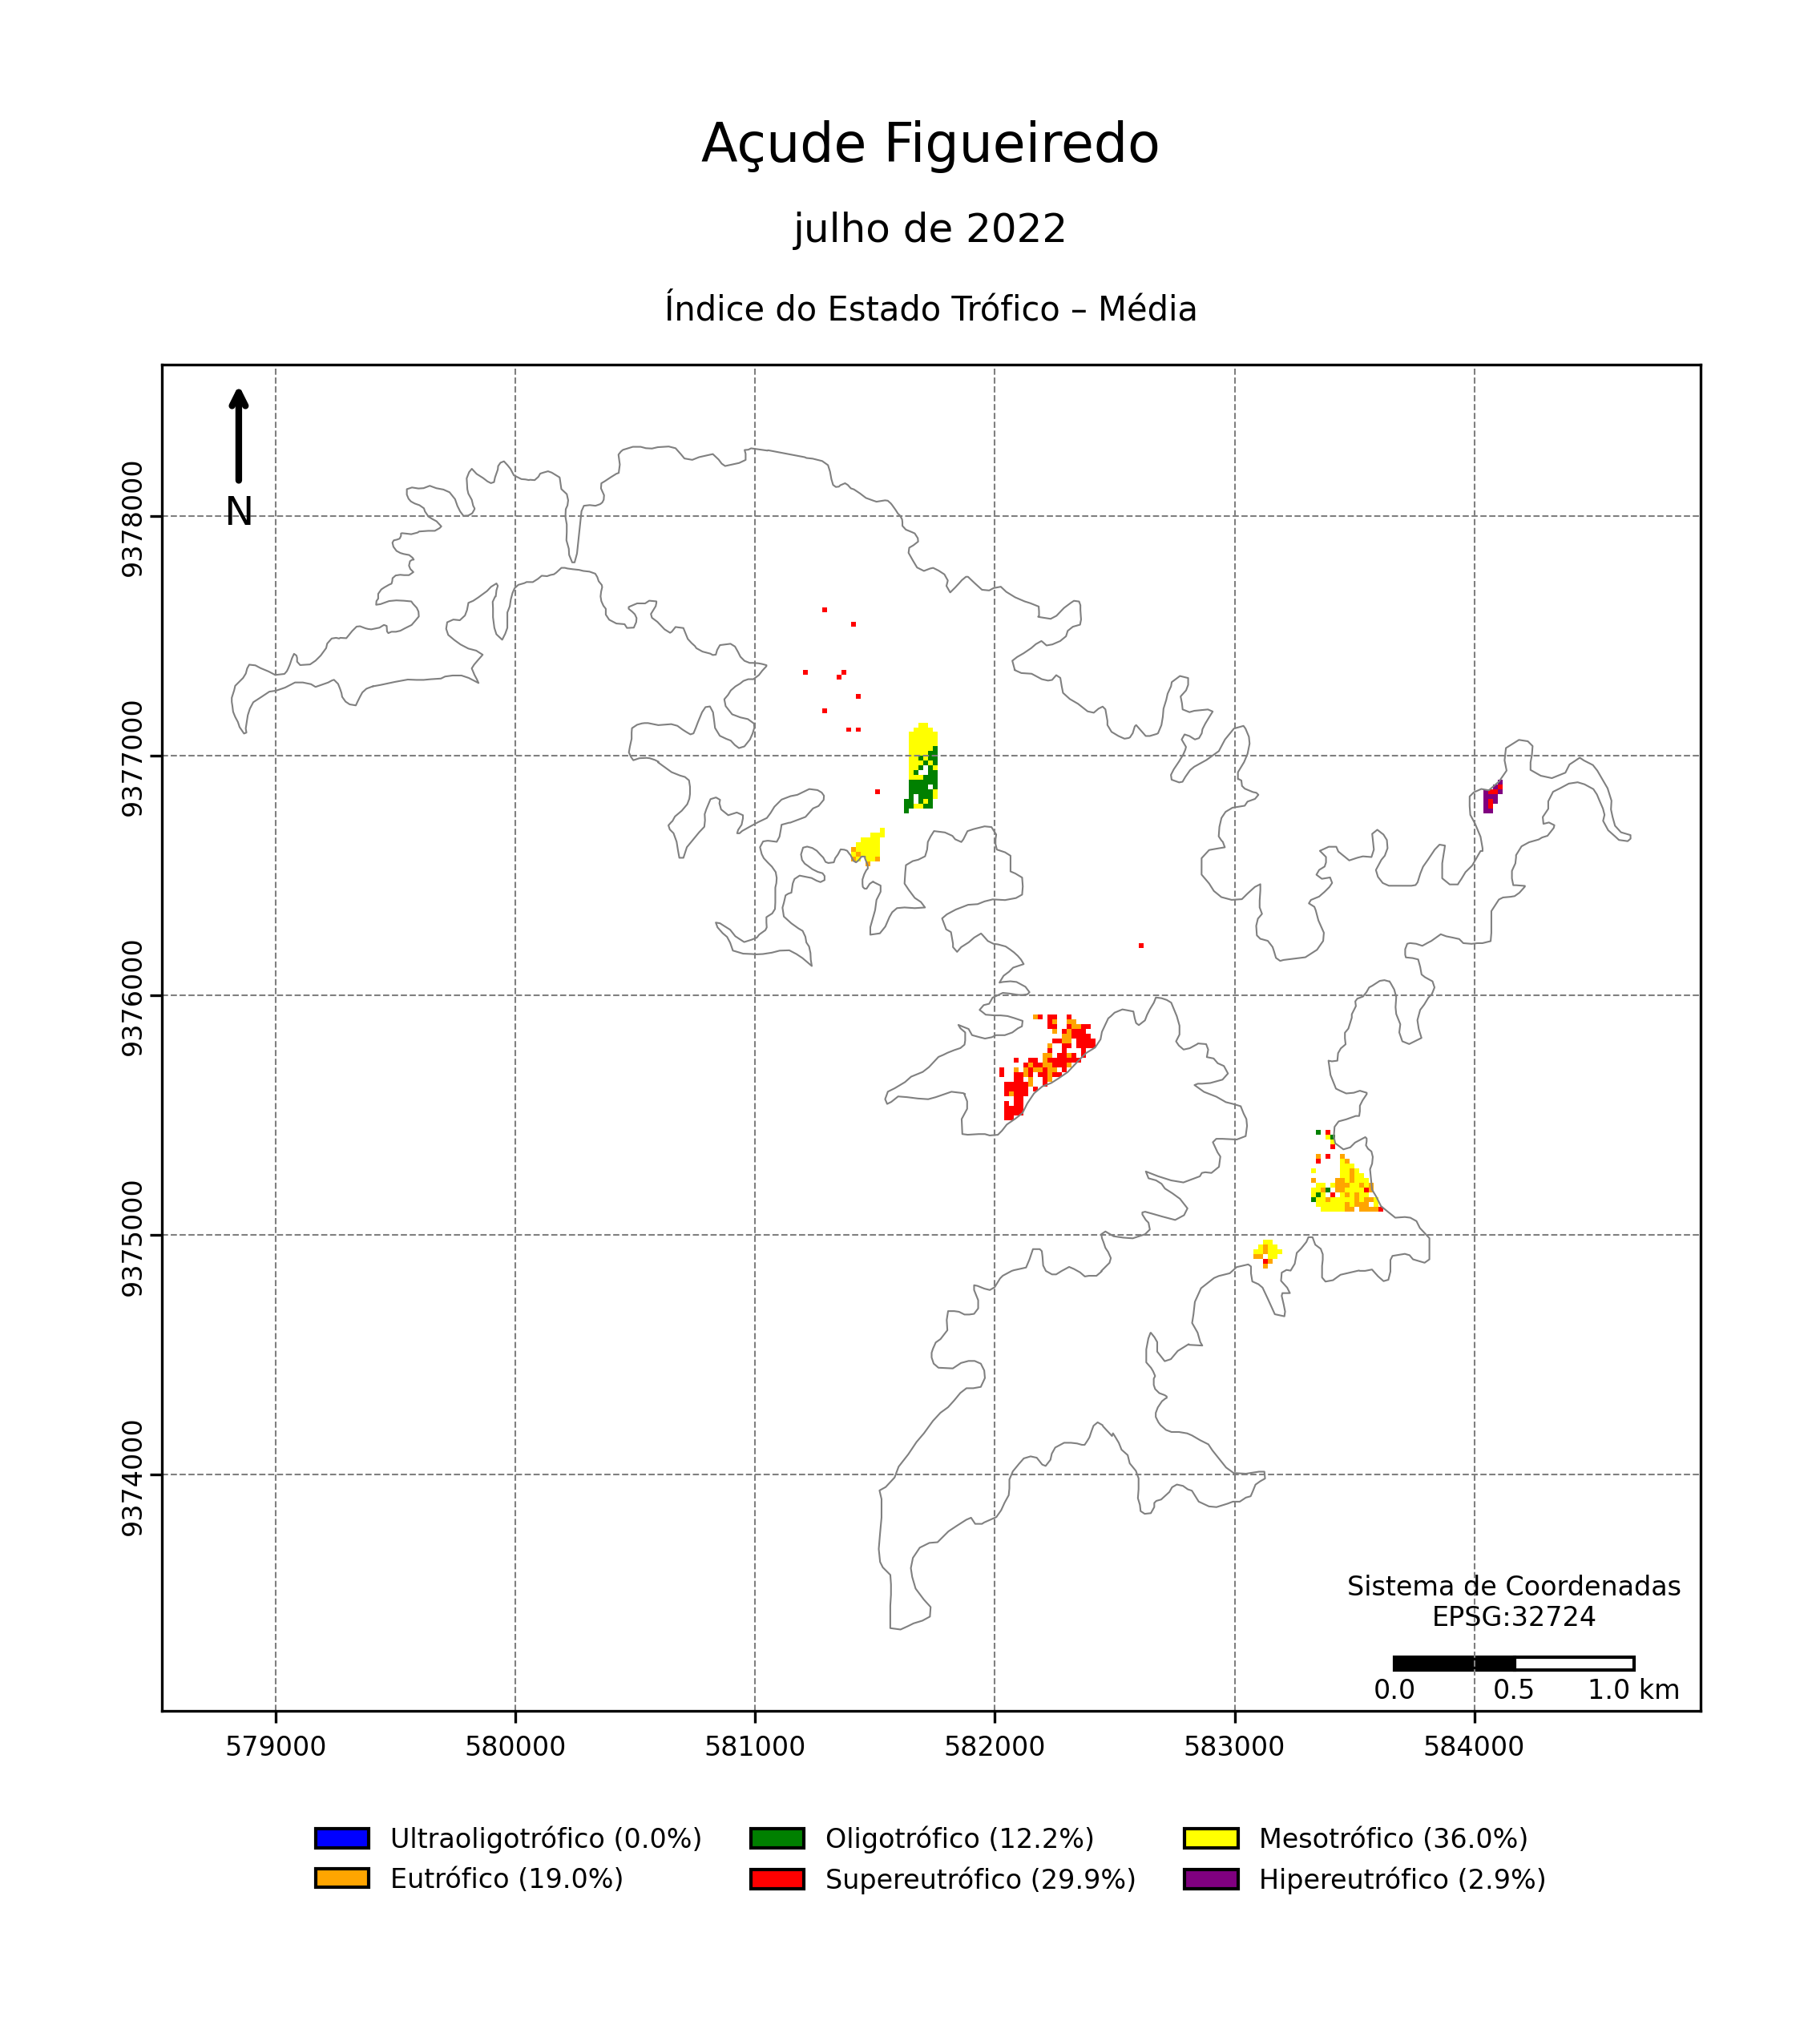 Açude Figueiredo
julho de 2022
Índice do Estado Trófico – Média
N
9378000
9377000
9376000
9375000
9374000
Sistema de Coordenadas
EPSG:32724
0.0 0.5 1.0 km
579000 580000 581000 582000 583000 584000
Ultraoligotrófico (0.0%) Oligotrófico (12.2%) Mesotrófico (36.0%)
Eutrófico (19.0%) Supereutrófico (29.9%) Hipereutrófico (2.9%)